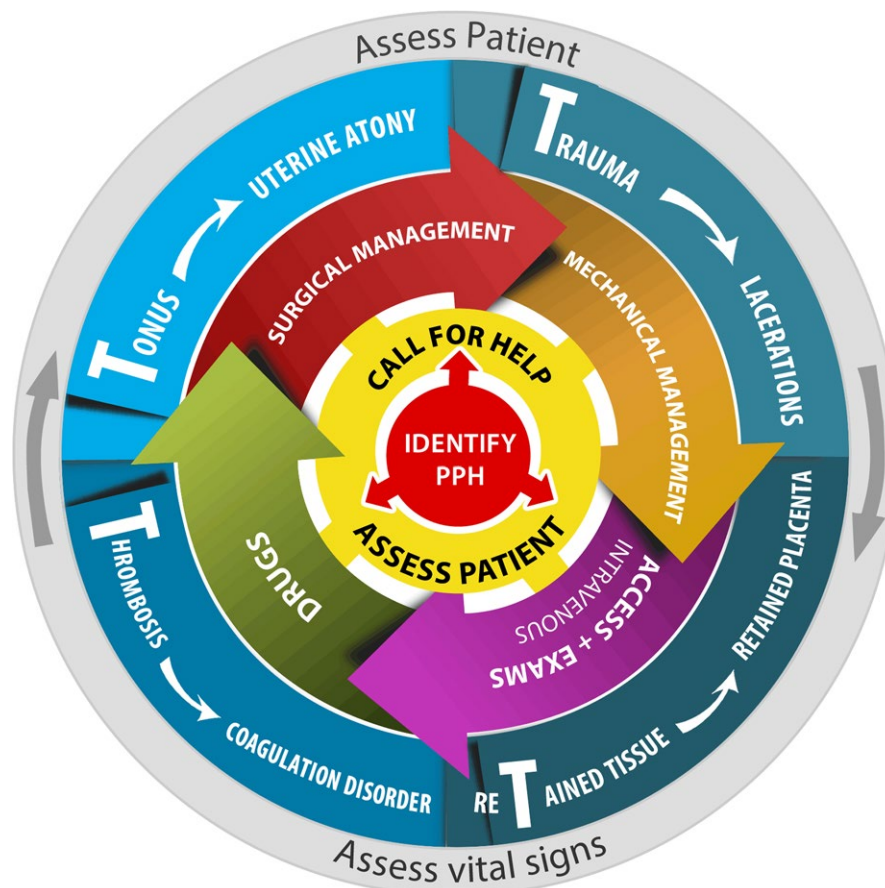 Assess Patient
TONUS
UTERINE ATONY
TRAUMA
LACERATIONS
RETAINED TISSUE
RETAINED PLACENTA
THROMBOSIS
COAGULATION DISORDER
SURGICAL MANAGEMENT
MECHANICAL MANAGEMENT
INTRAVENOUS
ACCESS + EXAMS
DRUGS
CALL FOR HELP
IDENTIFY
PPH
ASSESS PATIENT
Assess vital signs